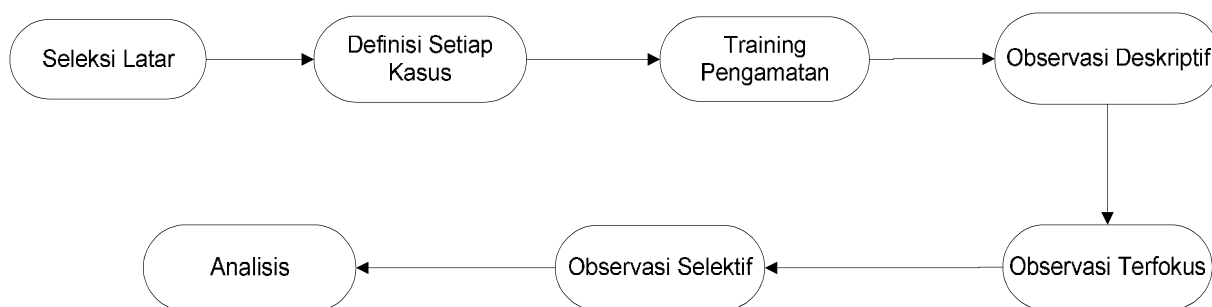 Seleksi Latar
Definisi Setiap
Kasus
Training
Pengamatan
Observasi Deskriptif
Observasi Terfokus
Observasi Selektif
Analisis